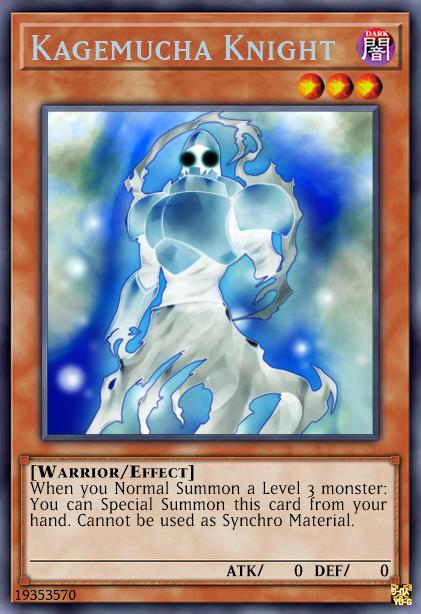 Kagemucha Knight
DARK
闇
[Warrior/Effect]
When you Normal Summon a Level 3 monster:
You can Special Summon this card from your
hand. Cannot be used as Synchro Material.
ATK/ 0 DEF/ 0
19353570